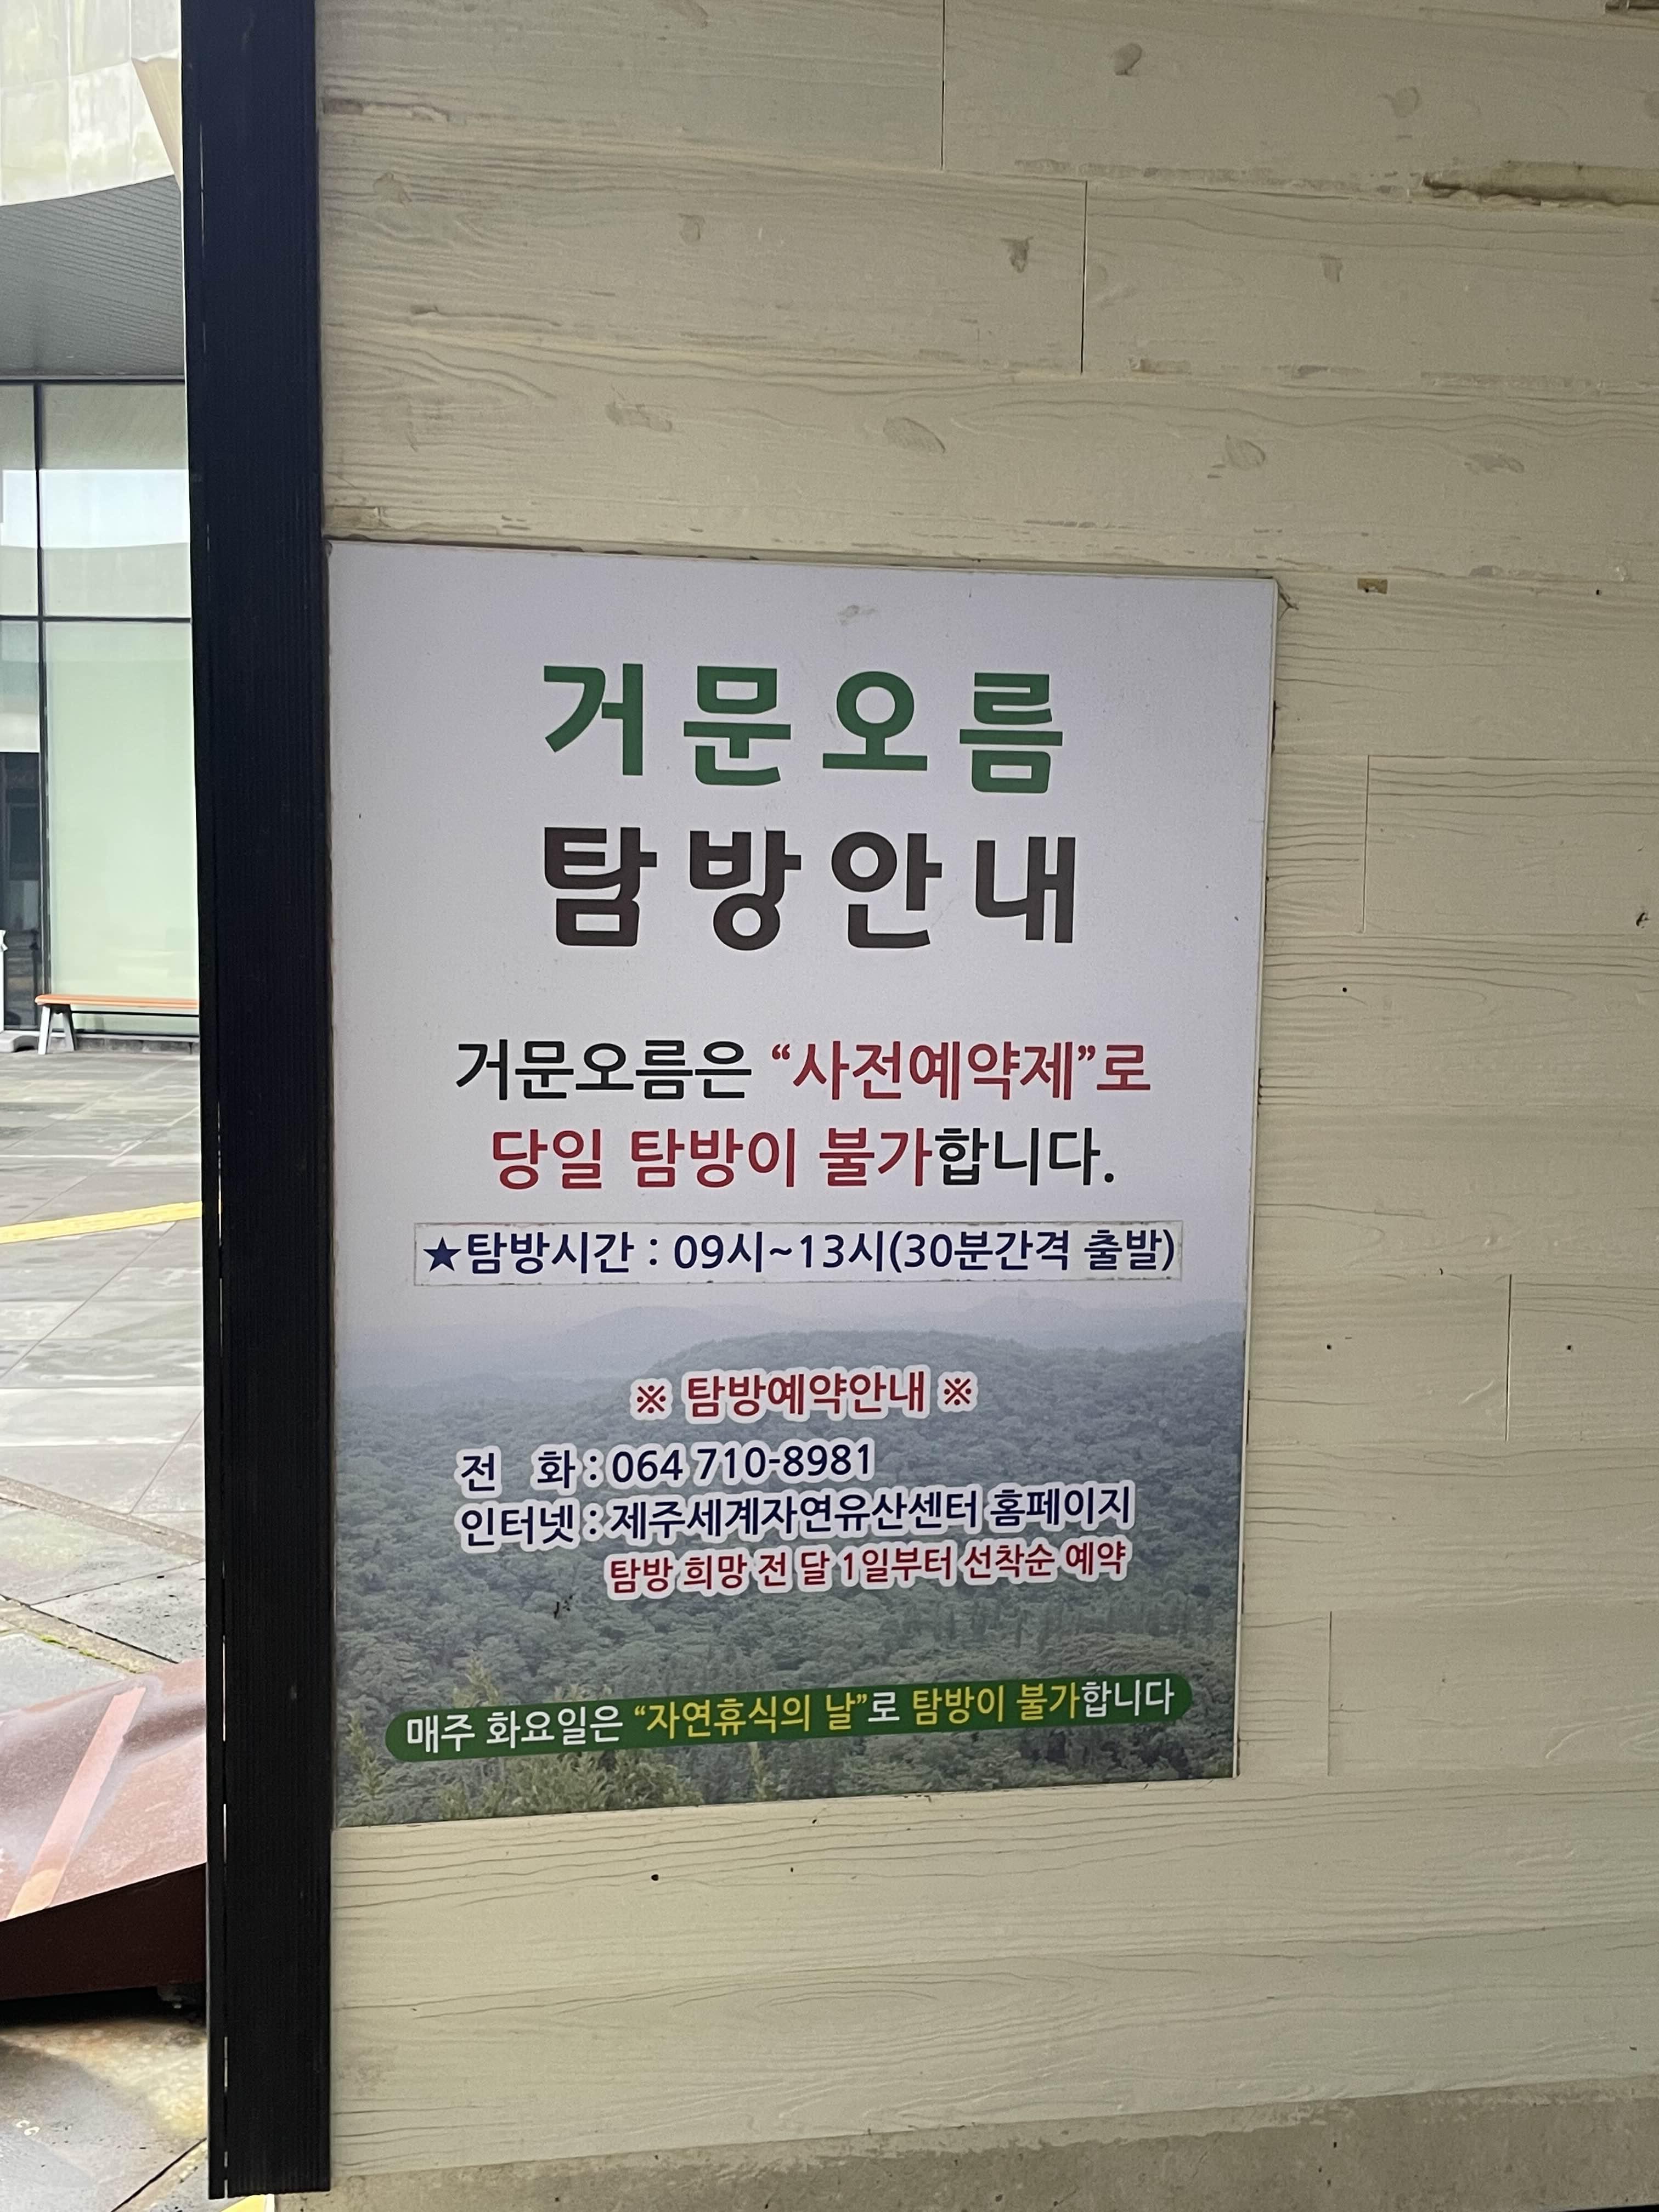 거문오름
탐방안내
거문오름은 “사전예약제”로
당일 탐방이 불가합니다.
★탐방시간 : 09시~13시(30분간격 출발)
※ 탐방예약안내 ※
전 화 : 064 710-8981
인터넷 : 제주세계자연유산센터 홈페이지
탐방 희망 전 달 1일부터 선착순 예약
매주 화요일은 “자연휴식의 날”로 탐방이 불가합니다